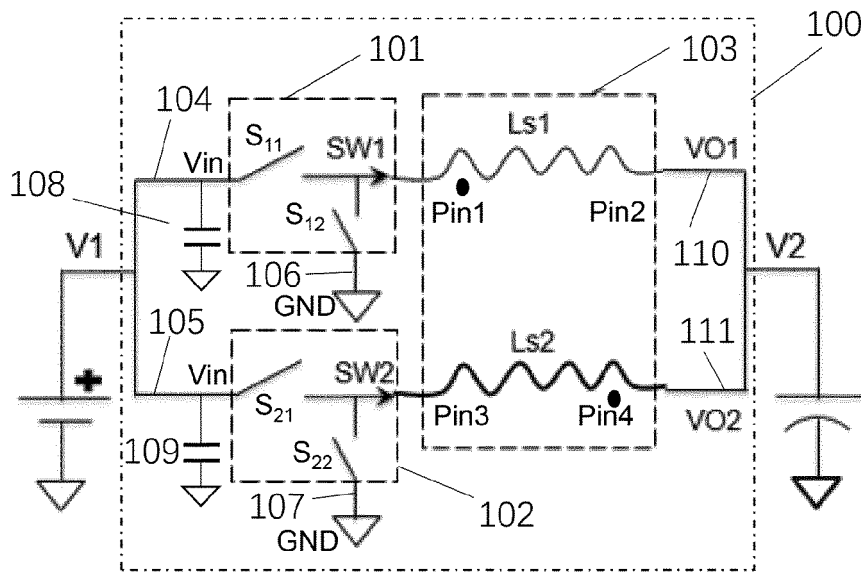 100
101
103
104
S11
SW1
Ls1
VO1
Vin
108
Pin1
Pin2
S12
V1
V2
106
110
GND
105
111
Ls2
Vin
SW2
+
S21
Pin3
Pin4
VO2
109
S22
107
102
GND